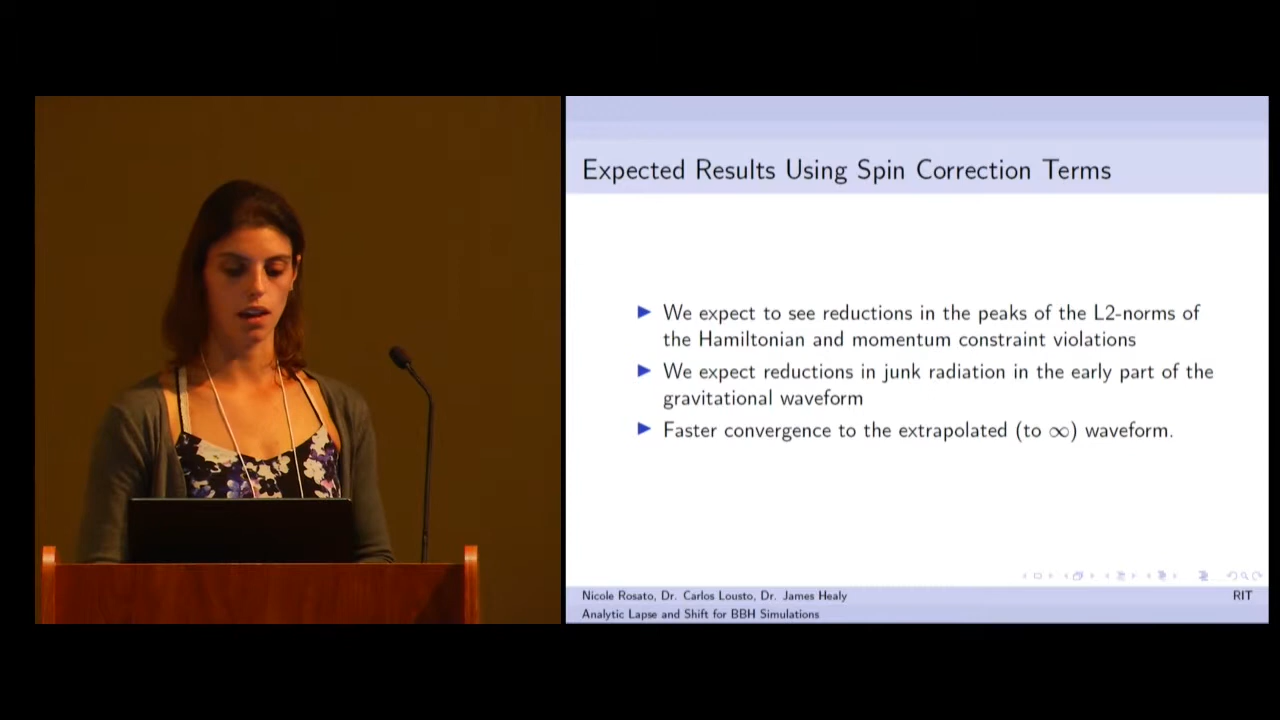 Expected Results Using Spin Correction Terms
▶ We expect to see reductions in the peaks of the L2-norms of
the Hamiltonian and momentum constraint violations
▶ We expect reductions in junk radiation in the early part of the
gravitational waveform
▶ Faster convergence to the extrapolated (to ∞) waveform.
Nicole Rosato, Dr. Carlos Lousto, Dr. James Healy
RIT
Analytic Lapse and Shift for BBH Simulations